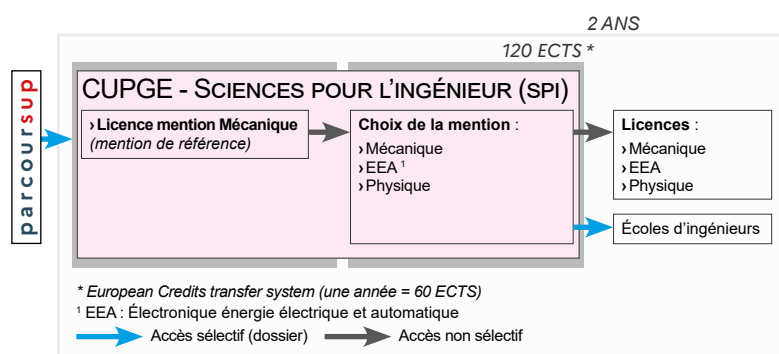 2 ANS
120 ECTS *
parcoursup
CUPGE - SCIENCES POUR L'INGÉNIEUR (SPI)
› Licence mention Mécanique
(mention de référence)
Choix de la mention :
› Mécanique
› EEA ¹
› Physique
Licences :
› Mécanique
› EEA
› Physique
Écoles d'ingénieurs
* European Credits transfer system (une année = 60 ECTS)
¹ EEA : Électronique énergie électrique et automatique
Accès sélectif (dossier)
Accès non sélectif